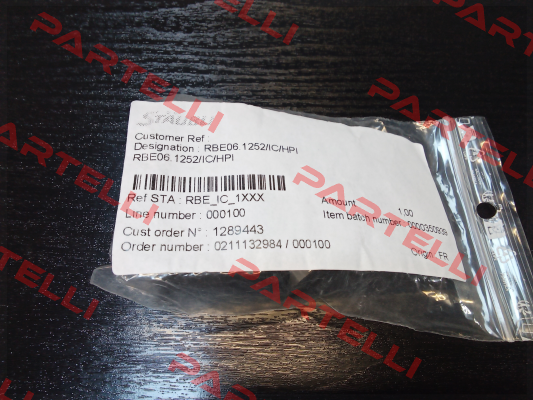 STAUBLI
Customer Ref
Designation : RBE06.1252/IC/HPI
RBE06.1252/IC/HPI
Ref STA : RBE_IC_1XXX
Amount 1,00
Line number : 000100
Item batch number : 0000350939
Cust order N° : 1289443
Order number : 0211132984 / 000100
Origin : FR
PARTELLI
PARTELLI
PARTELLI
PARTELLI
PARTELLI
PARTELLI